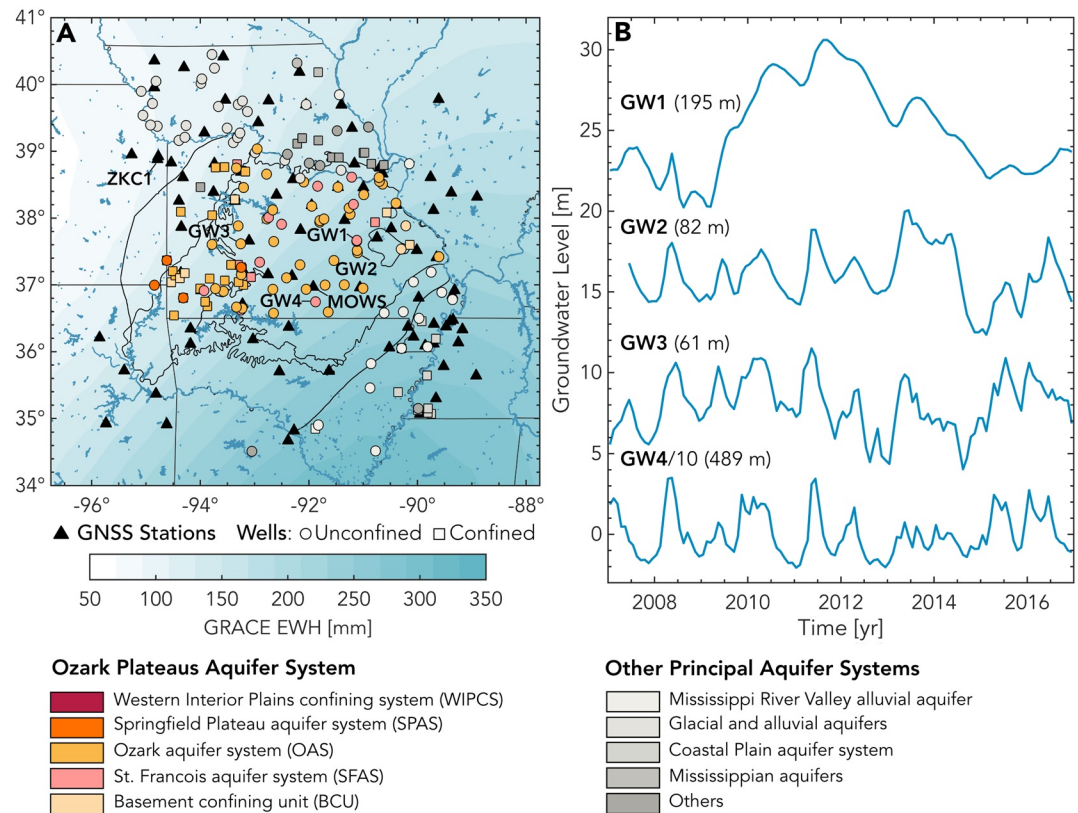 A
41°
40°
39°
38°
37°
36°
35°
34°
-96°
-94°
-92°
-90°
-88°
ZKC1
GW3
GW1
GW2
GW4
MOWS
GNSS Stations Wells: Unconfined Confined
50 100 150 200 250 300 350
GRACE EWH [mm]
B
Groundwater Level [m]
30
25
20
15
10
5
0
GW1 (195 m)
GW2 (82 m)
GW3 (61 m)
GW4/10 (489 m)
2008 2010 2012 2014 2016
Time [yr]
Ozark Plateaus Aquifer System
Western Interior Plains confining system (WIPCS)
Springfield Plateau aquifer system (SPAS)
Ozark aquifer system (OAS)
St. Francois aquifer system (SFAS)
Basement confining unit (BCU)
Other Principal Aquifer Systems
Mississippi River Valley alluvial aquifer
Glacial and alluvial aquifers
Coastal Plain aquifer system
Mississippian aquifers
Others